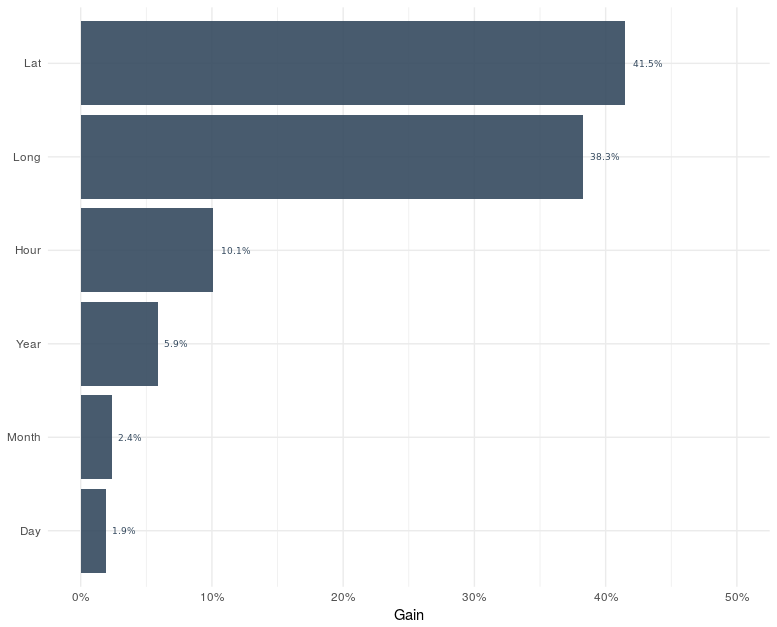 Lat 41.5%
Long 38.3%
Hour 10.1%
Year 5.9%
Month 2.4%
Day 1.9%
0% 10% 20% 30% 40% 50%
Gain